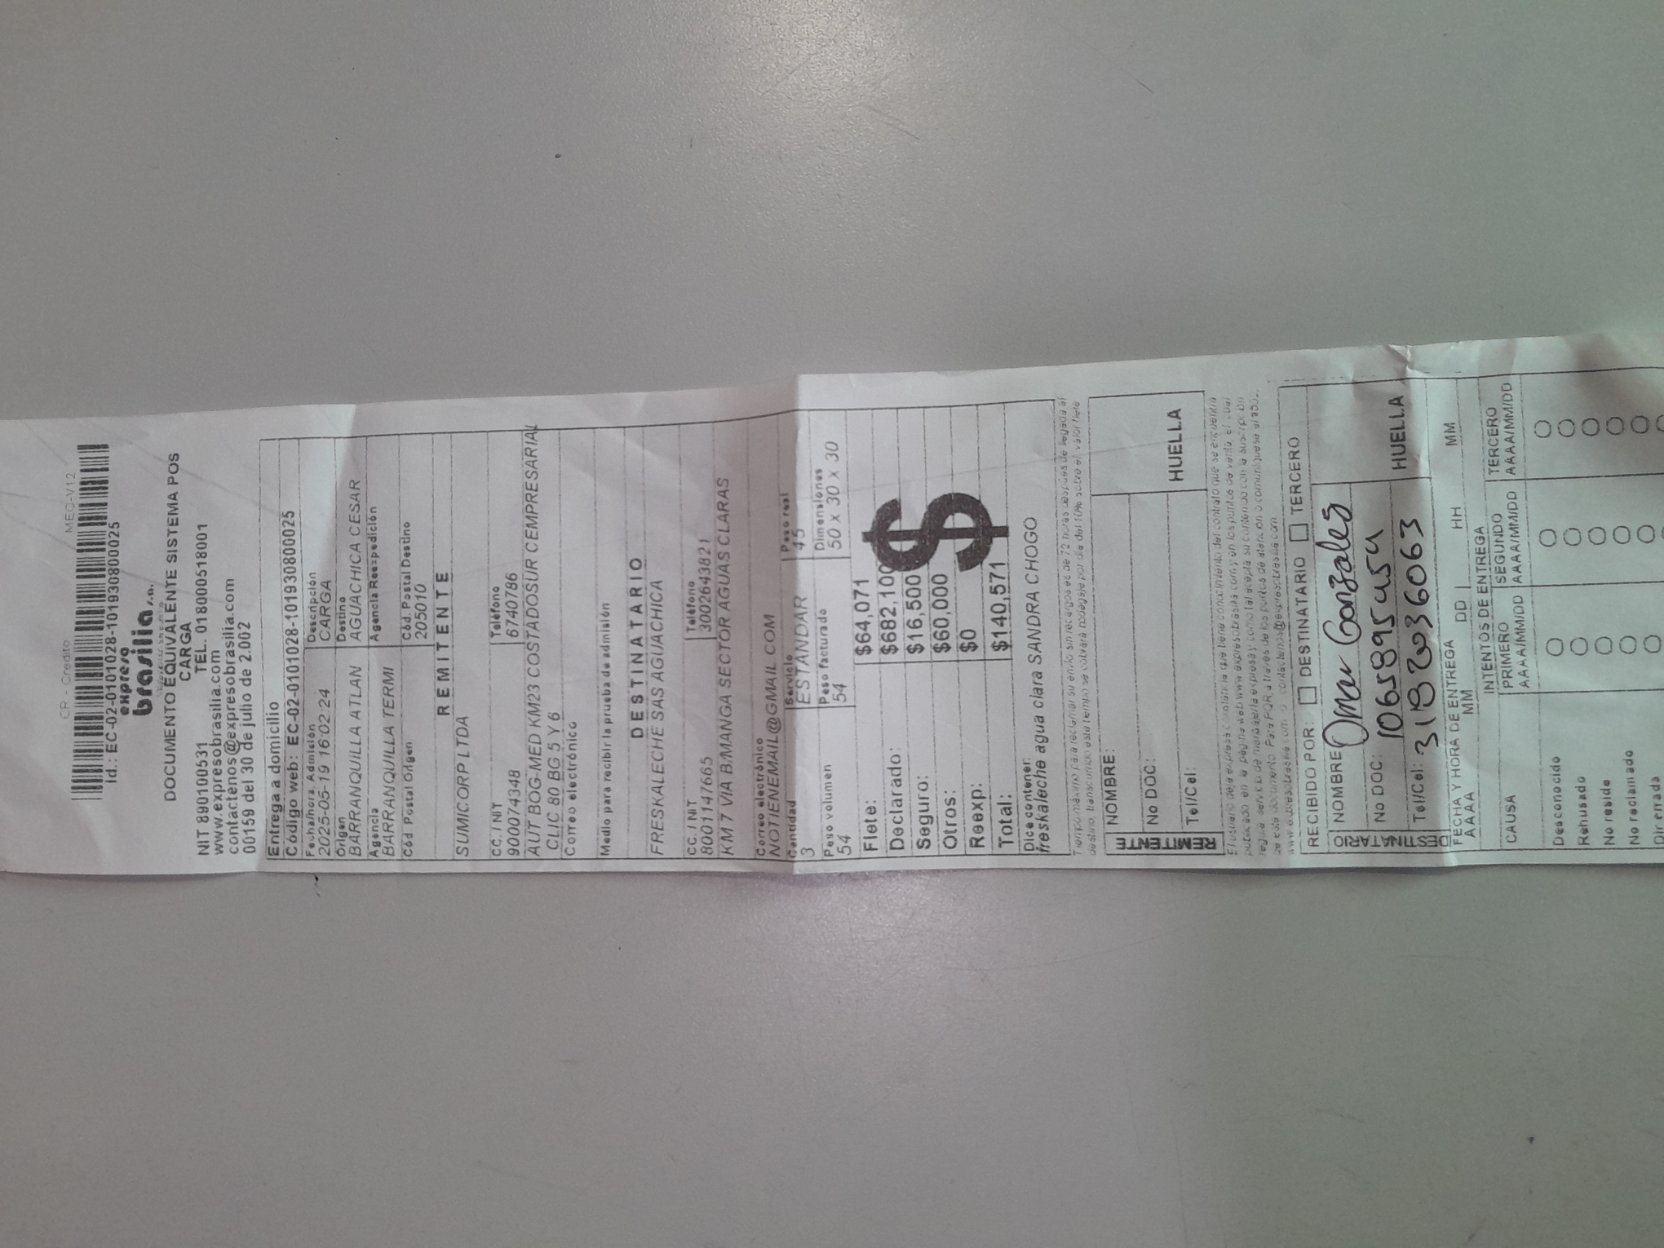 CR - Credito MEC-V12
Id.: EC-02-0101028-1019308000025
expreso
brasilia s.a.
DOCUMENTO EQUIVALENTE SISTEMA POS
CARGA
NIT 890100531 TEL. 018000518001
www.expresobrasilia.com
contactenos@expresobrasilia.com
00159 del 30 de julio de 2.002
Entrega a domicilio
Código web: EC-02-0101028-1019308000025
Fecha/hora Admisión Descripción
2025-05-19 16:02:24 CARGA
Origen Destino
BARRANQUILLA ATLAN AGUACHICA CESAR
Agencia Agencia Reexpedición
BARRANQUILLA TERMI
Cód Postal Origen Cód. Postal Destino
205010
REMITENTE
SUMICORP LTDA
CC. / NIT Teléfono
900074348 6740786
AUT BOG-MED KM23 COSTADOSUR CEMPRESARIAL
CLIC 80 BG 5 Y 6
Correo electrónico
Medio para recibir la prueba de admisión
DESTINATARIO
FRESKALECHE SAS AGUACHICA
CC. / NIT Teléfono
8001147665 3002643821
KM 7 VIA B.MANGA SECTOR AGUAS CLARAS
Correo electrónico
NOTIENEMAIL@GMAIL.COM
Cantidad Servicio Peso real
3 ESTANDAR 45
Peso volumen Peso facturado Dimensiones
54 54 50 x 30 x 30
Flete: $64,071
Declarado: $682,100
Seguro: $16,500
Otros: $60,000
Reexp: $0
Total: $140,571
$$
Dice contener:
freskaleche agua clara SANDRA CHOGO
REMITENTE
NOMBRE:
No DOC:
Tel/Cel: HUELLA
RECIBIDO POR: DESTINATARIO TERCERO
DESTINATARIO
NOMBRE Omar Gonzales
No DOC: 1065895454
Tel/Cel: 3182036063 HUELLA
FECHA Y HORA DE ENTREGA
AAAA MM DD HH MM
INTENTOS DE ENTREGA
CAUSA PRIMERO SEGUNDO TERCERO
AAAA/MM/DD AAAA/MM/DD AAAA/MM/DD
Desconocido
Rehusado
No reside
No reclamado
Dir errada